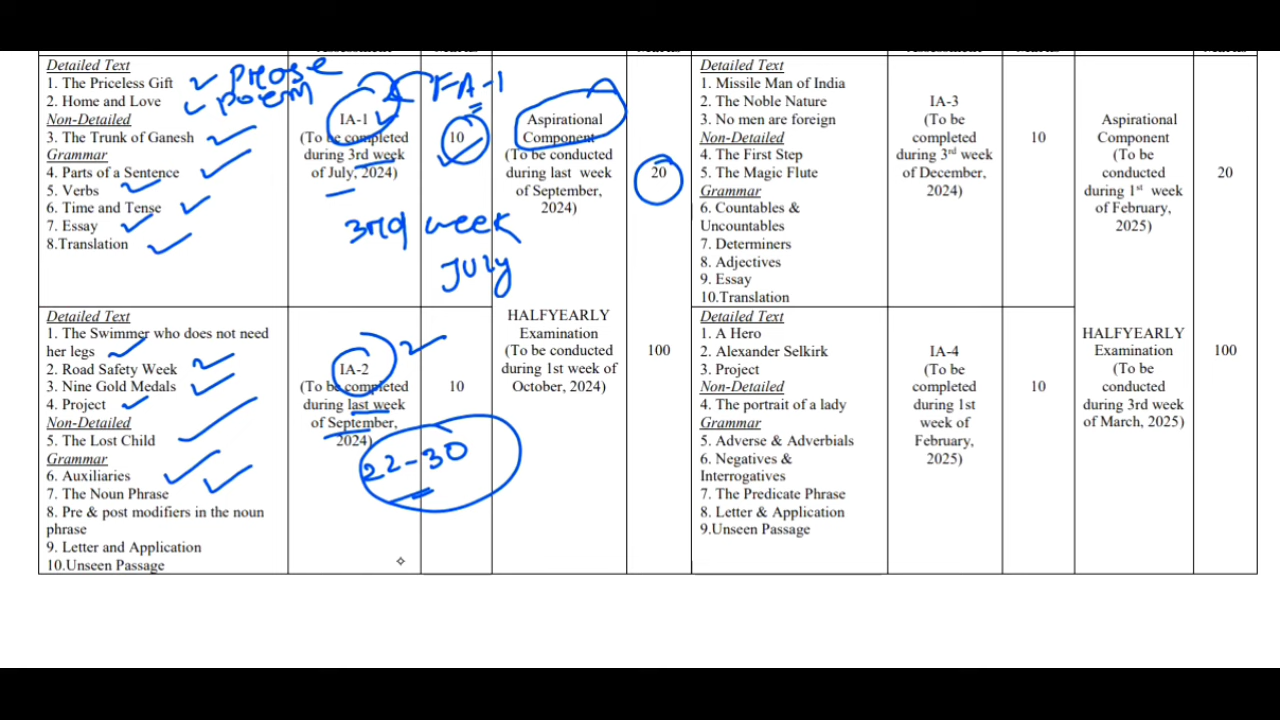 Detailed Text
1. The Priceless Gift
2. Home and Love
Non-Detailed
3. The Trunk of Ganesh
Grammar
4. Parts of a Sentence
5. Verbs
6. Time and Tense
7. Essay
8.Translation
Prose
poem
IA-1
(To be completed
during 3rd week
of July, 2024)
FA-1
10
3rd week
July
Aspirational
Component
(To be conducted
during last week
of September,
2024)
20
Detailed Text
1. Missile Man of India
2. The Noble Nature
3. No men are foreign
Non-Detailed
4. The First Step
5. The Magic Flute
Grammar
6. Countables &
Uncountables
7. Determiners
8. Adjectives
9. Essay
10.Translation
IA-3
(To be
completed
during 3rd week
of December,
2024)
10
Aspirational
Component
(To be
conducted
during 1st week
of February,
2025)
20
Detailed Text
1. The Swimmer who does not need
her legs
2. Road Safety Week
3. Nine Gold Medals
4. Project
Non-Detailed
5. The Lost Child
Grammar
6. Auxiliaries
7. The Noun Phrase
8. Pre & post modifiers in the noun
phrase
9. Letter and Application
10.Unseen Passage
IA-2
(To be completed
during last week
of September,
2024)
22-30
10
HALFYEARLY
Examination
(To be conducted
during 1st week of
October, 2024)
100
Detailed Text
1. A Hero
2. Alexander Selkirk
3. Project
Non-Detailed
4. The portrait of a lady
Grammar
5. Adverse & Adverbials
6. Negatives &
Interrogatives
7. The Predicate Phrase
8. Letter & Application
9.Unseen Passage
IA-4
(To be
completed
during 1st
week of
February,
2025)
10
HALFYEARLY
Examination
(To be
conducted
during 3rd week
of March, 2025)
100